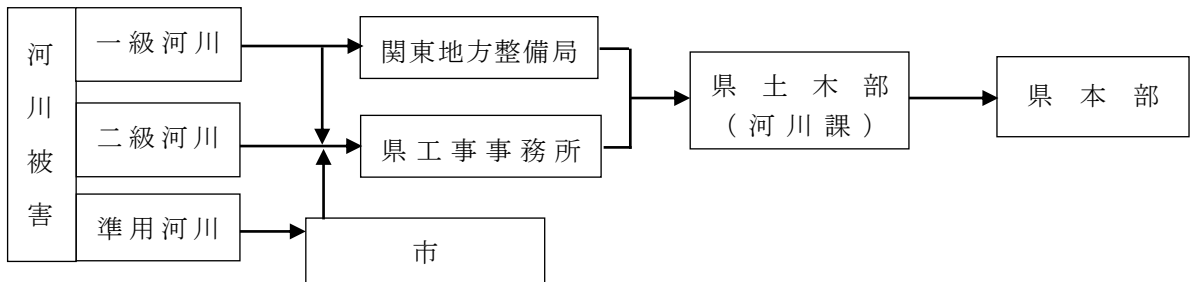 河川被害
一級河川
関東地方整備局
県土木部
(河川課)
県本部
二級河川
県工事事務所
準用河川
市